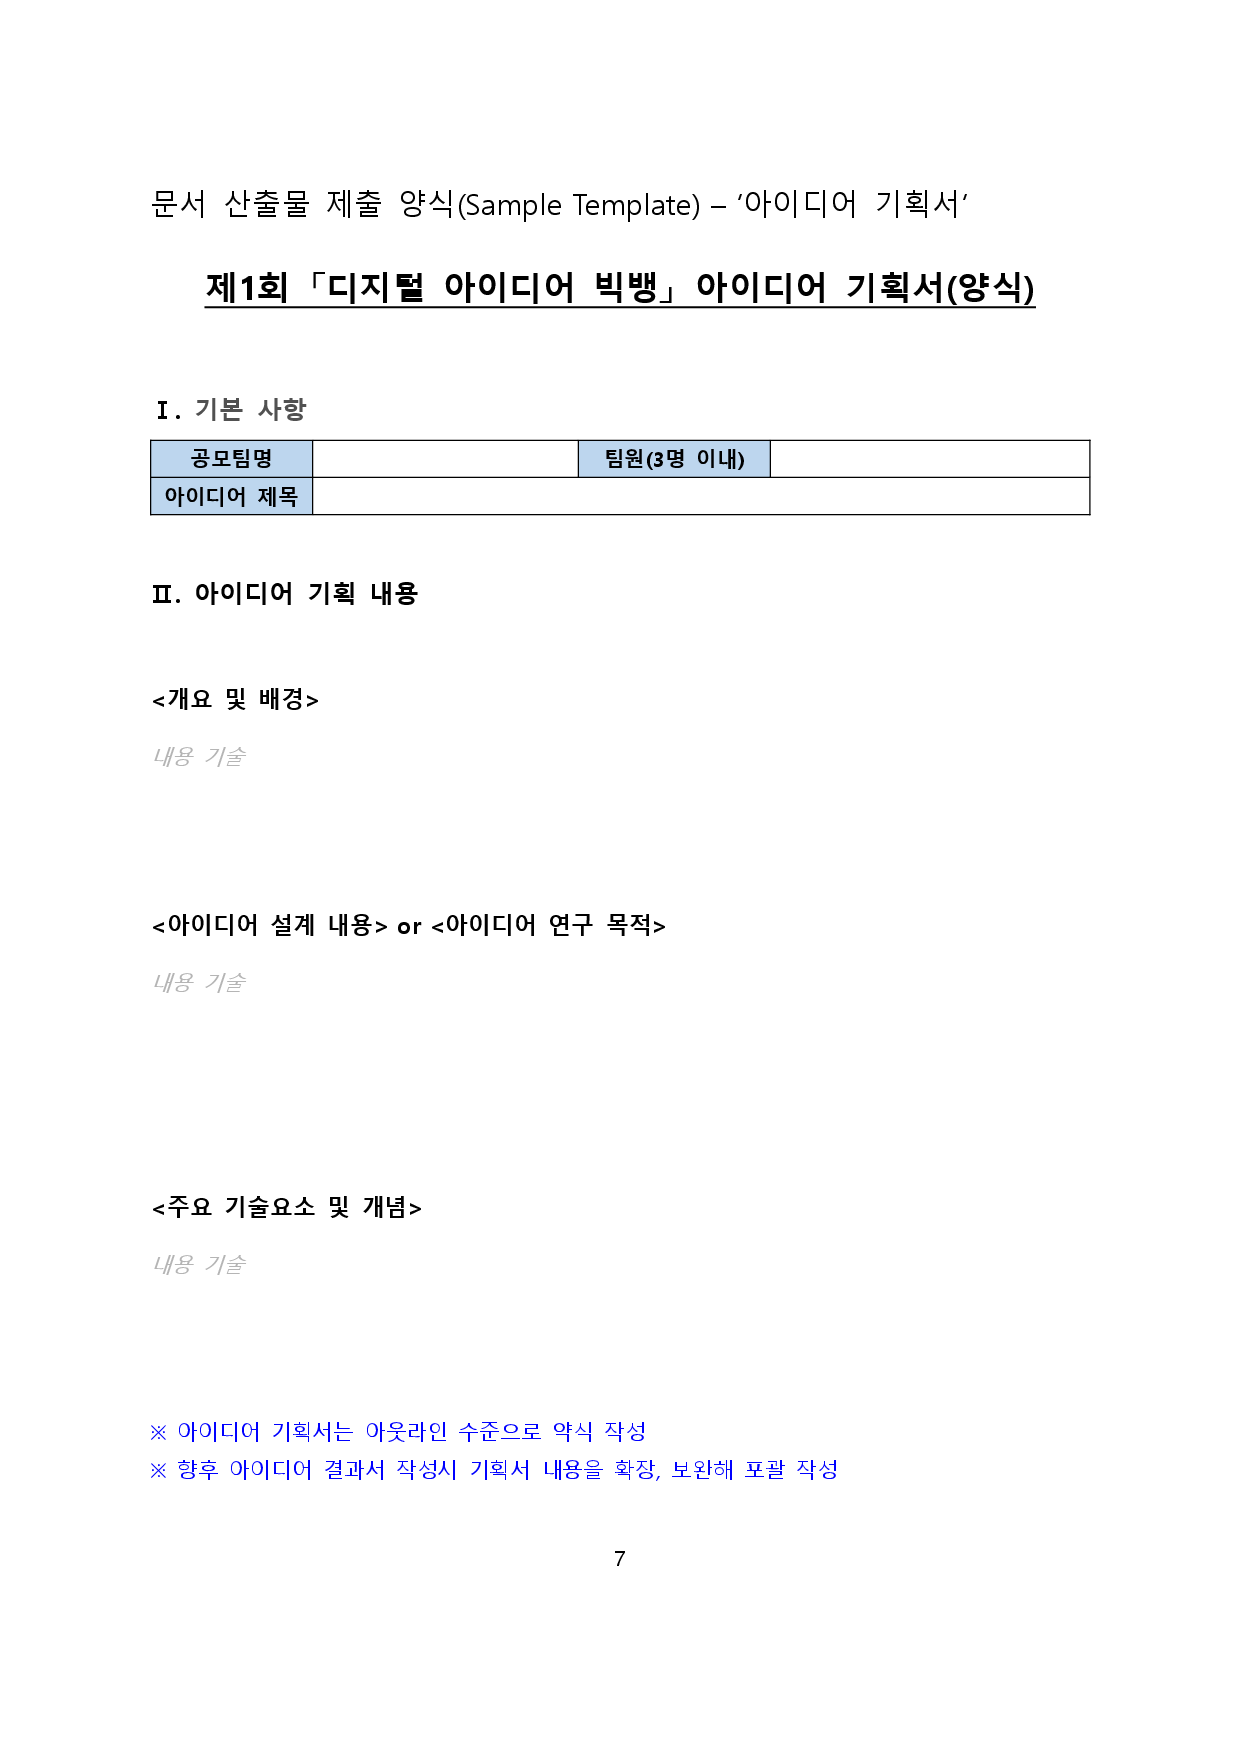 문서 산출물 제출 양식(Sample Template) – ‘아이디어 기획서’
제1회「디지털 아이디어 빅뱅」아이디어 기획서(양식)
Ⅰ. 기본 사항
공모팀명 팀원(3명 이내)
아이디어 제목
Ⅱ. 아이디어 기획 내용
<개요 및 배경>
내용 기술
<아이디어 설계 내용> or <아이디어 연구 목적>
내용 기술
<주요 기술요소 및 개념>
내용 기술
※ 아이디어 기획서는 아웃라인 수준으로 약식 작성
※ 향후 아이디어 결과서 작성시 기획서 내용을 확장, 보완해 포괄 작성
7